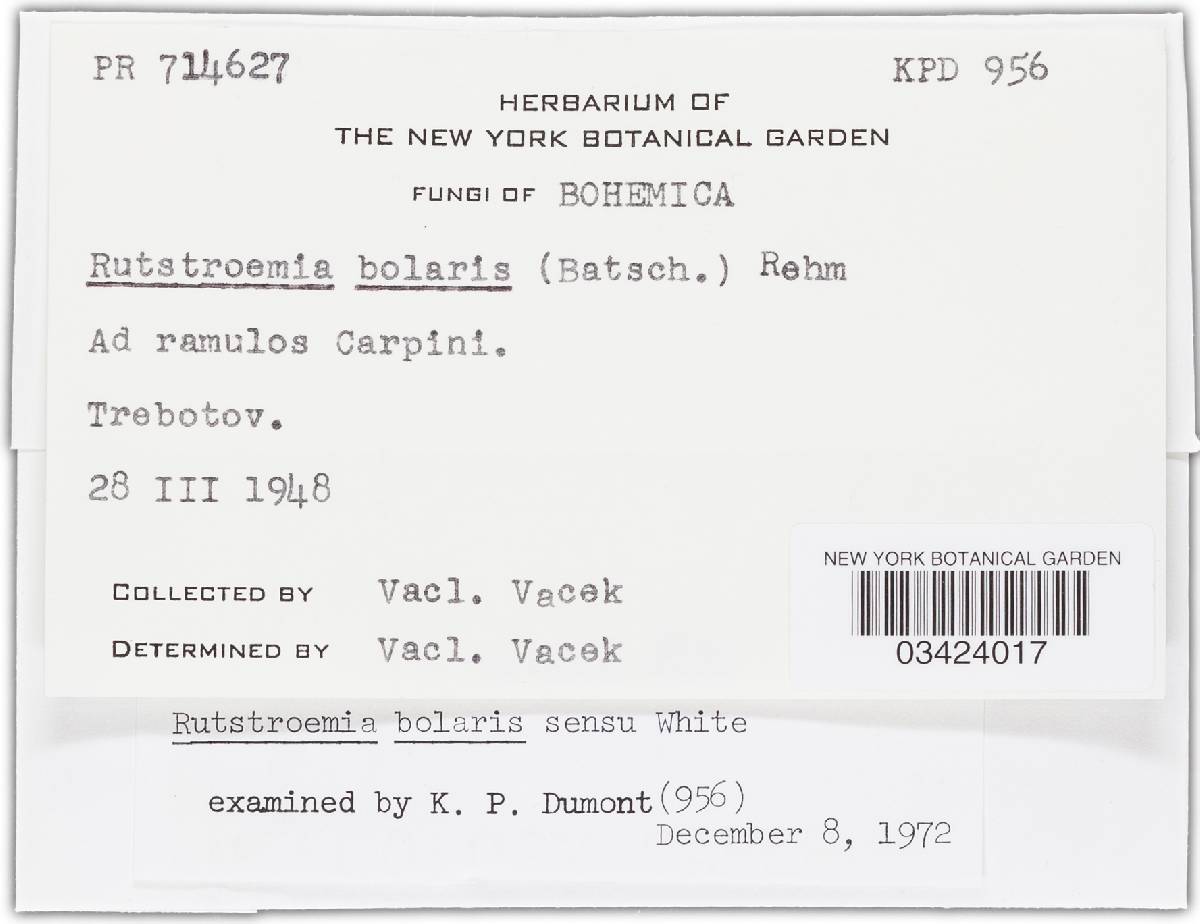 PR 714627 KPD 956
HERBARIUM OF
THE NEW YORK BOTANICAL GARDEN
FUNGI OF BOHEMICA
Rutstroemia bolaris (Batsch.) Rehm
Ad ramulos Carpini.
Trebotov.
28 III 1948
COLLECTED BY Vacl. Vacek
DETERMINED BY Vacl. Vacek
NEW YORK BOTANICAL GARDEN
03424017
Rutstroemia bolaris sensu White
examined by K. P. Dumont (956)
December 8, 1972